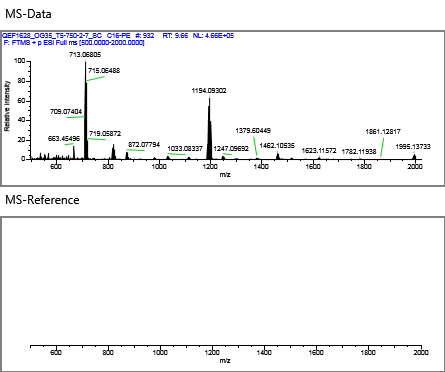 MS-Data
QEF1628_OG35_T5-750-2-7_8C C16-PE #: 932 RT: 9.66 NL: 4.66E+05
F: FTMS + p ESI Full ms [500.0000-2000.0000]
713.06805
100
715.06488
1194.09302
80
Relative Intensity
60
709.07404
40
719.05872
1379.60449
1861.12817
663.45496
872.07794
20
1033.08337
1247.09692
1462.10535
1623.11572
1782.11938
1995.13733
0
600 800 1000 1200 1400 1600 1800 2000
m/z
MS-Reference
600 800 1000 1200 1400 1600 1800 2000
m/z